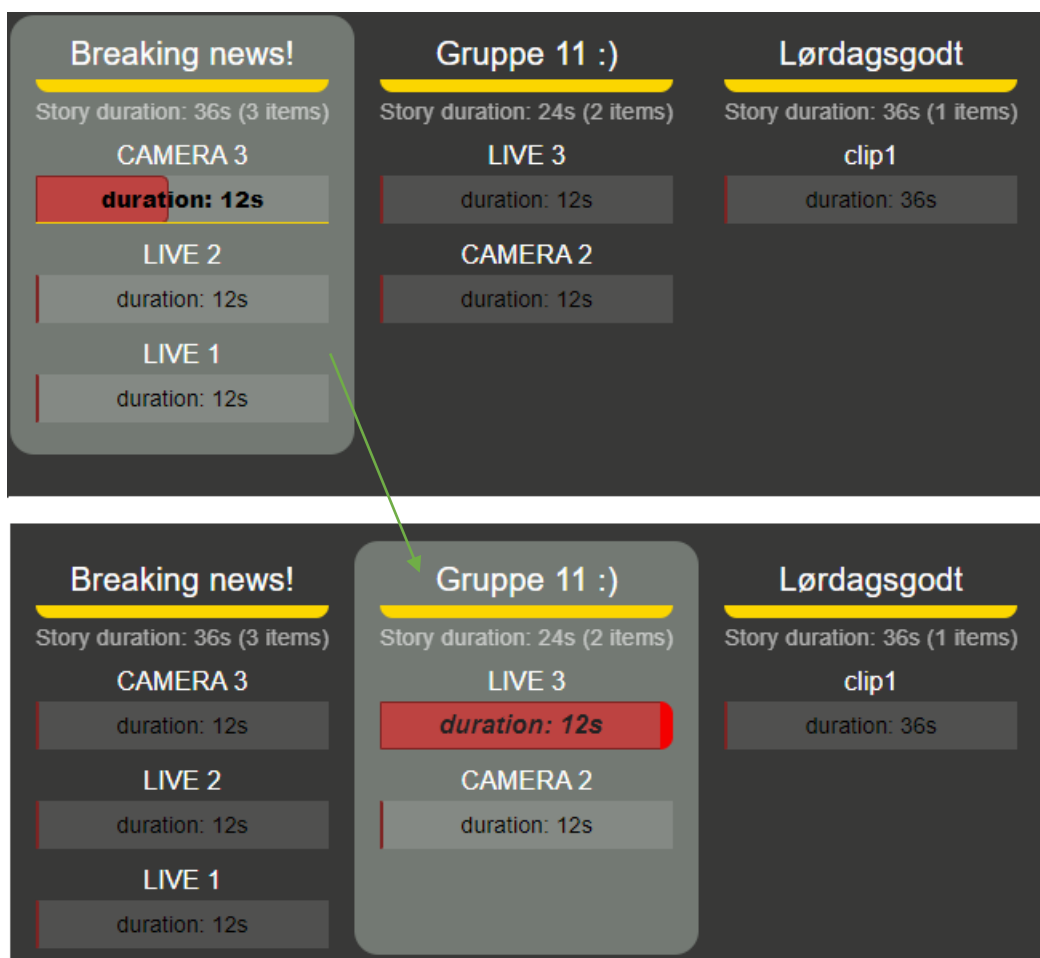 Breaking news!
Story duration: 36s (3 items)
CAMERA 3
duration: 12s
LIVE 2
duration: 12s
LIVE 1
duration: 12s
Gruppe 11 :)
Story duration: 24s (2 items)
LIVE 3
duration: 12s
CAMERA 2
duration: 12s
Lørdagsgodt
Story duration: 36s (1 items)
clip1
duration: 36s
Breaking news!
Story duration: 36s (3 items)
CAMERA 3
duration: 12s
LIVE 2
duration: 12s
LIVE 1
duration: 12s
Gruppe 11 :)
Story duration: 24s (2 items)
LIVE 3
duration: 12s
CAMERA 2
duration: 12s
Lørdagsgodt
Story duration: 36s (1 items)
clip1
duration: 36s